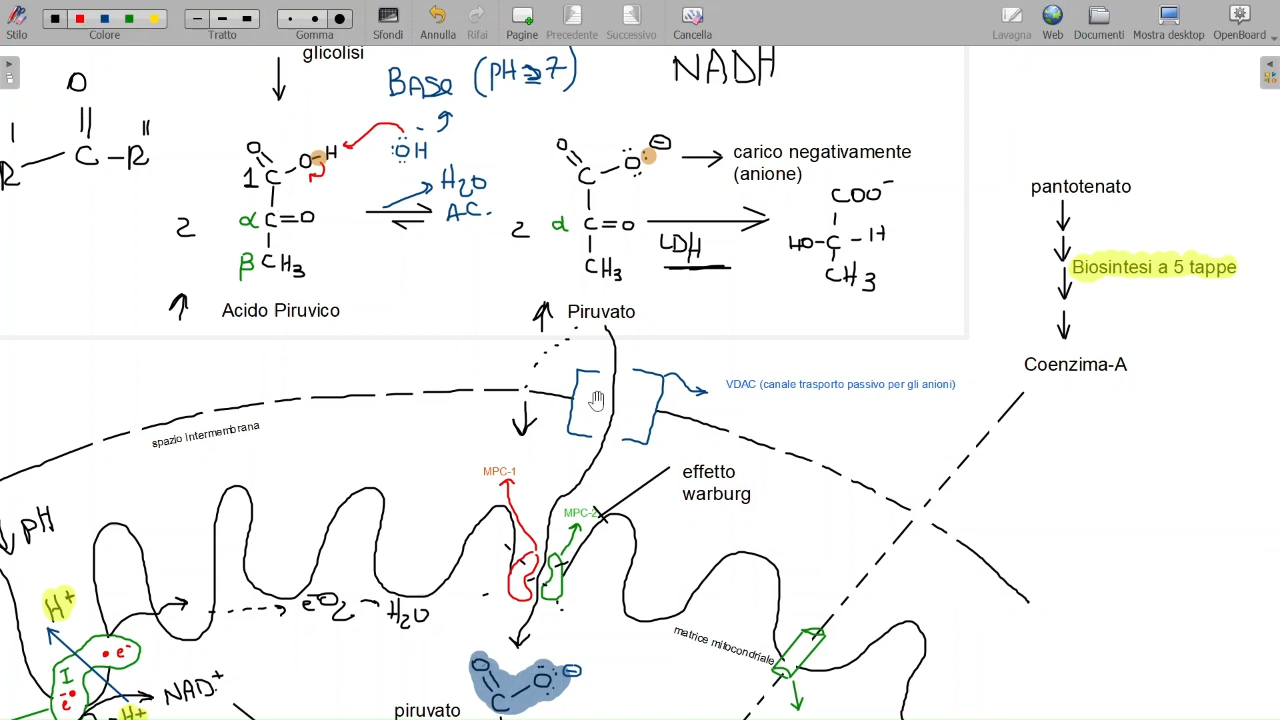 Stilo
Colore
Tratto
Gomma
Sfondi
Annulla
Rifai
Pagine
Precedente
Successivo
Cancella
Lavagna
Web
Documenti
Mostra desktop
OpenBoard
glicolisi
BASE (pH ≥ 7)
NADH
O
||
R' — C — R''
O
1 C O – H
:ÖH⁻
H₂O
AC.
2
α C = O
β CH₃
Acido Piruvico
O
C Ö: ⊖
2
α C = O
CH₃
Piruvato
carico negativamente
(anione)
LDH
COO⁻
HO – C – H
CH₃
pantotenato
Biosintesi a 5 tappe
Coenzima-A
VDAC (canale trasporto passivo per gli anioni)
spazio Intermembrana
MPC-1
MPC-2
effetto
warburg
↓ pH
H⁺
e⁻O₂ → H₂O
matrice mitocondriale
• e⁻
I
e⁻
NAD⁺
H⁺
O
C Ö: ⊖
piruvato